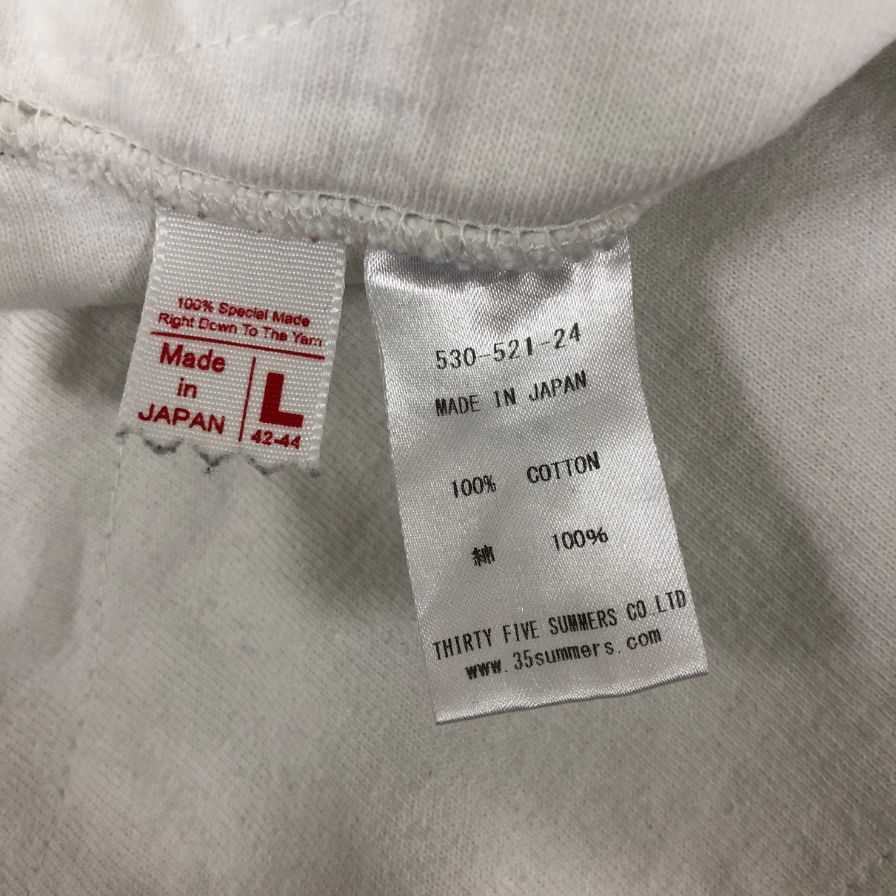 100% Special Made
Right Down To The Yarn
Made
in
JAPAN
L
42-44
530-521-24
MADE IN JAPAN
100% COTTON
綿 100%
THIRTY FIVE SUMMERS CO.LTD
www.35summers.com